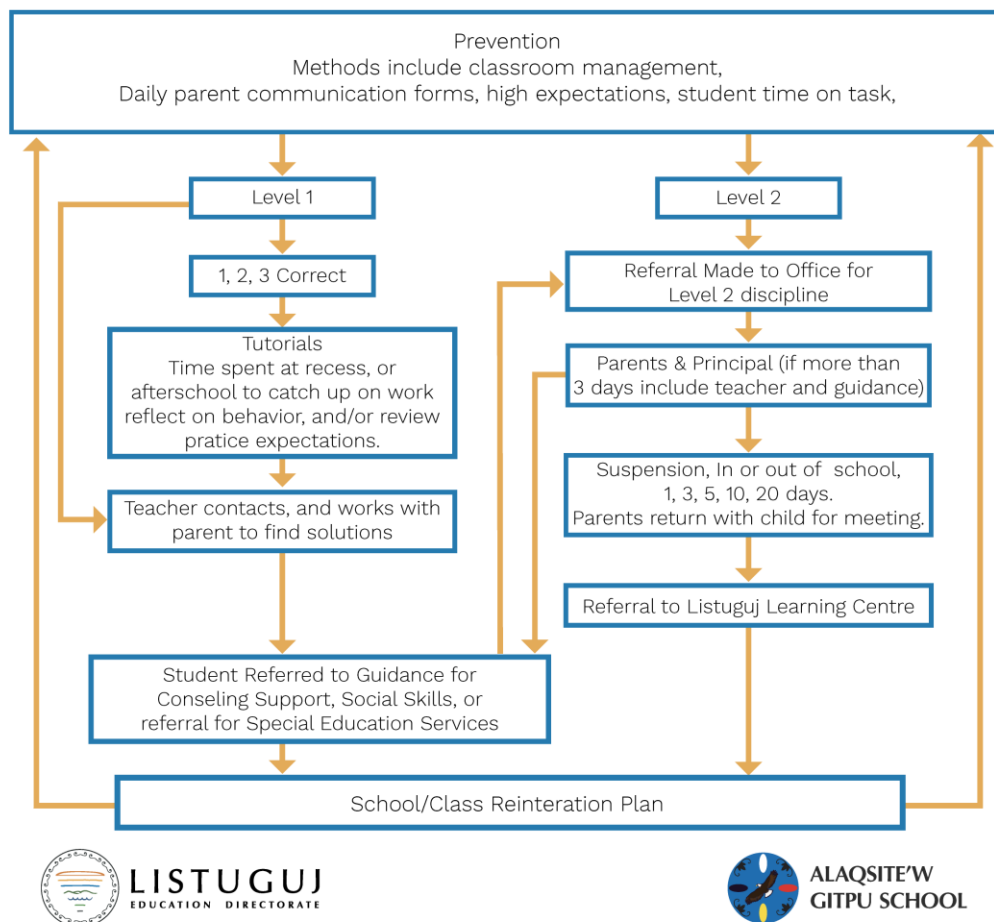 Prevention
Methods include classroom management,
Daily parent communication forms, high expectations, student time on task,
Level 1
1, 2, 3 Correct
Tutorials
Time spent at recess, or
afterschool to catch up on work
reflect on behavior, and/or review
pratice expectations.
Teacher contacts, and works with
parent to find solutions
Student Referred to Guidance for
Conseling Support, Social Skills, or
referral for Special Education Services
Level 2
Referral Made to Office for
Level 2 discipline
Parents & Principal (if more than
3 days include teacher and guidance)
Suspension, In or out of school,
1, 3, 5, 10, 20 days.
Parents return with child for meeting.
Referral to Listuguj Learning Centre
School/Class Reinteration Plan
LISTUGUJ
EDUCATION DIRECTORATE
ALAQSITE'W
GITPU SCHOOL